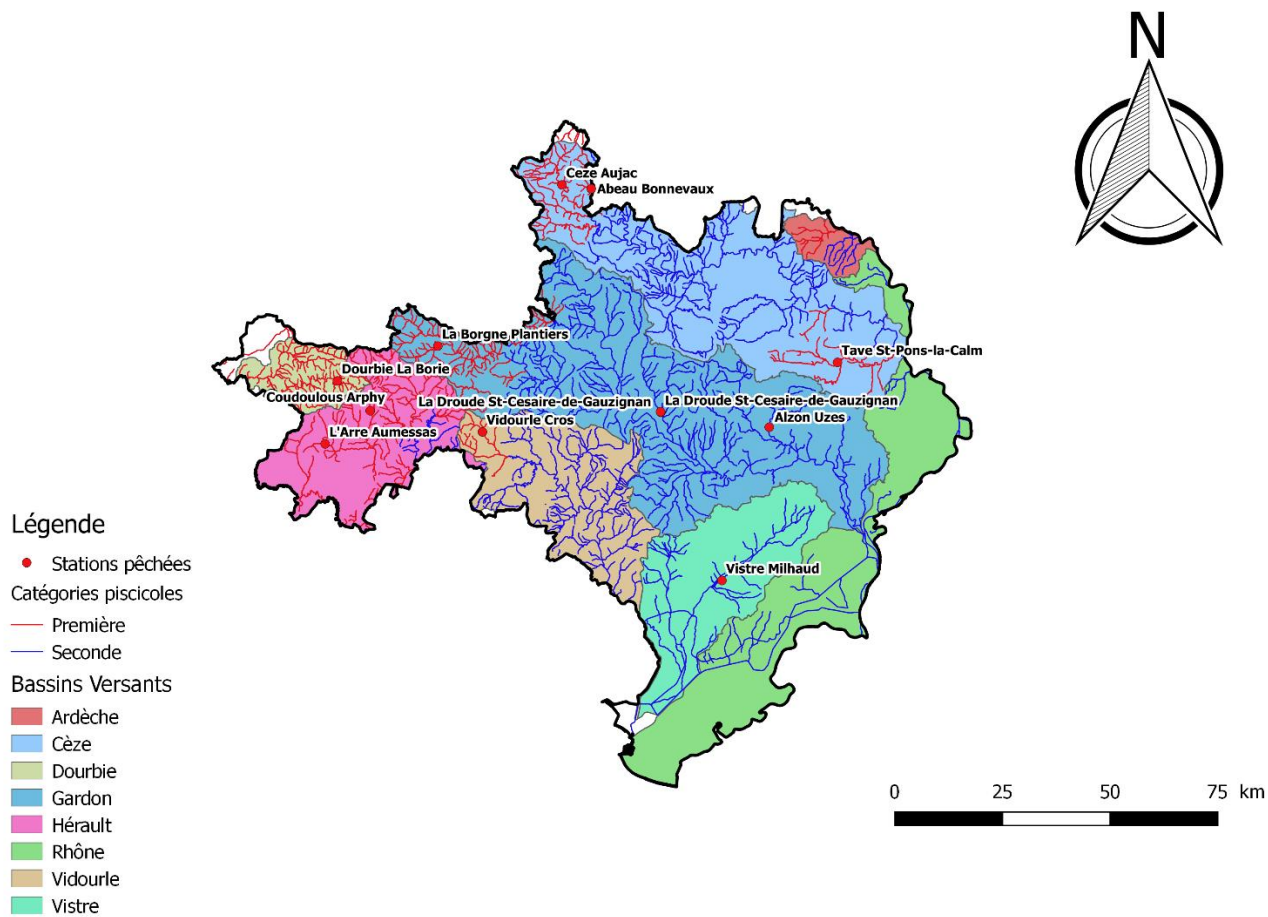 N
Ceze Aujac
Abeau Bonnevaux
La Borgne Plantiers
Tave St-Pons-la-Calm
Dourbie La Borie
Coudoulous Arphy
La Droude St-Cesaire-de-Gauzignan
La Droude St-Cesaire-de-Gauzignan
Alzon Uzes
Vidourle Cros
L'Arre Aumessas
Vistre Milhaud
Légende
Stations pêchées
Catégories piscicoles
Première
Seconde
Bassins Versants
Ardèche
Cèze
Dourbie
Gardon
Hérault
Rhône
Vidourle
Vistre
0 25 50 75 km